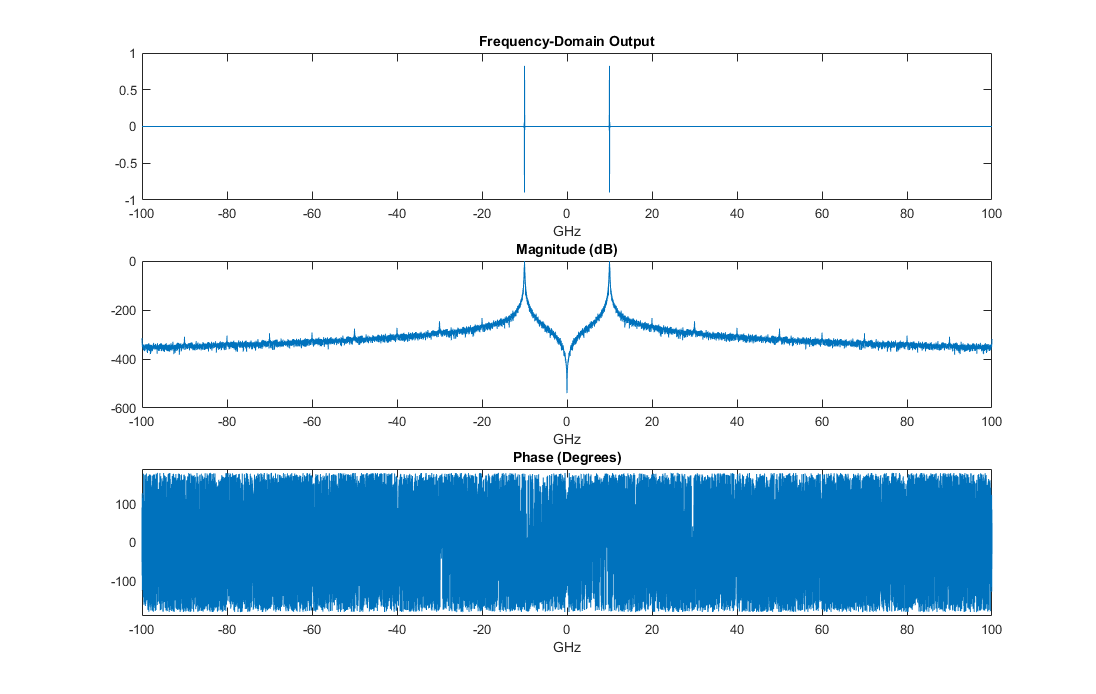 Frequency-Domain Output
1
0.5
0
-0.5
-1
-100 -80 -60 -40 -20 0 20 40 60 80 100
GHz
Magnitude (dB)
0
-200
-400
-600
-100 -80 -60 -40 -20 0 20 40 60 80 100
GHz
Phase (Degrees)
100
0
-100
-100 -80 -60 -40 -20 0 20 40 60 80 100
GHz